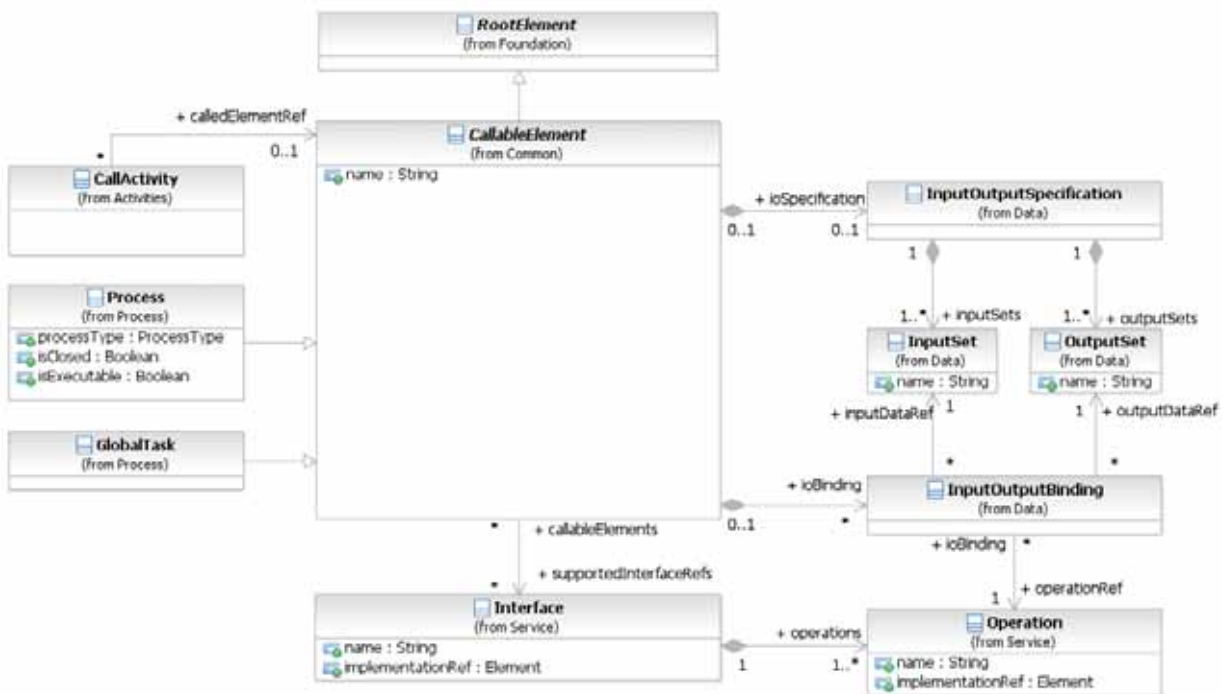 RootElement
(from Foundation)
+ calledElementRef
0..1
*
CallableElement
(from Common)
name : String
CallActivity
(from Activities)
+ ioSpecification
0..1
0..1
InputOutputSpecification
(from Data)
1
1
Process
(from Process)
processType : ProcessType
isClosed : Boolean
isExecutable : Boolean
1..*
+ inputSets
1..*
+ outputSets
InputSet
(from Data)
name : String
OutputSet
(from Data)
name : String
+ inputDataRef
1
1
+ outputDataRef
GlobalTask
(from Process)
*
*
+ ioBinding
0..1
*
InputOutputBinding
(from Data)
*
+ callableElements
+ ioBinding
*
+ supportedInterfaceRefs
*
+ operationRef
1
Interface
(from Service)
name : String
implementationRef : Element
+ operations
1
1..*
Operation
(from Service)
name : String
implementationRef : Element